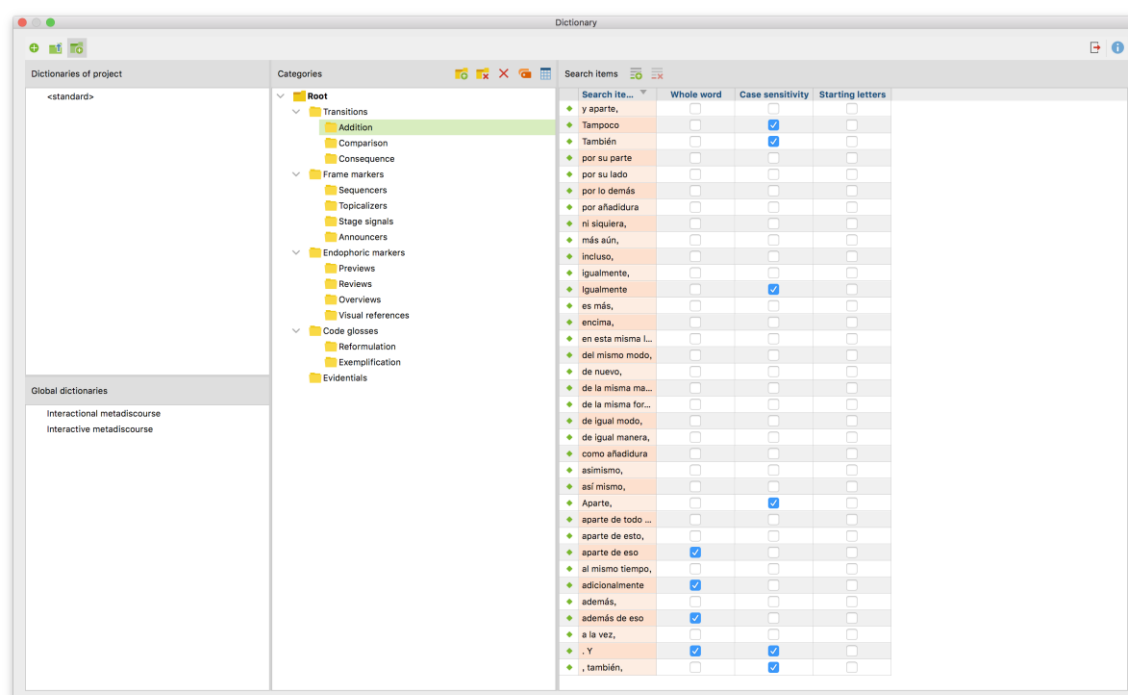 Dictionary
Dictionaries of project
<standard>
Global dictionaries
Interactional metadiscourse
Interactive metadiscourse
Categories
Root
Transitions
Addition
Comparison
Consequence
Frame markers
Sequencers
Topicalizers
Stage signals
Announcers
Endophoric markers
Previews
Reviews
Overviews
Visual references
Code glosses
Reformulation
Exemplification
Evidentials
Search items
Search ite... Whole word Case sensitivity Starting letters
y aparte,
Tampoco
También
por su parte
por su lado
por lo demás
por añadidura
ni siquiera,
más aún,
incluso,
igualmente,
Igualmente
es más,
encima,
en esta misma l...
del mismo modo,
de nuevo,
de la misma ma...
de la misma for...
de igual modo,
de igual manera,
como añadidura
asimismo,
así mismo,
Aparte,
aparte de todo ...
aparte de esto,
aparte de eso
al mismo tiempo,
adicionalmente
además,
además de eso
a la vez,
. Y
, también,